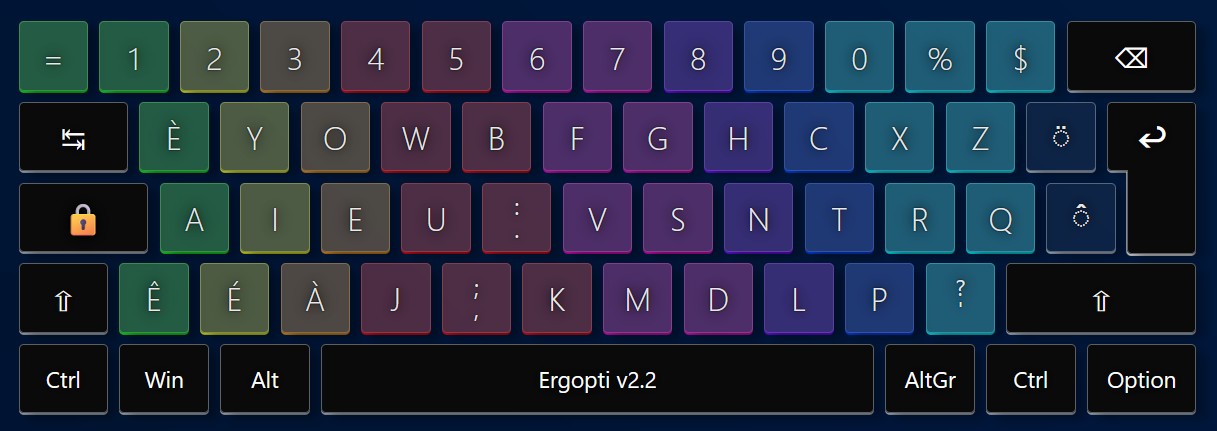 = 1 2 3 4 5 6 7 8 9 0 % $ ⌫
↹ È Y O W B F G H C X Z ◌̈ ↩
🔒 A I E U : . V S N T R Q ◌̂
⇧ Ê É À J ; , K M D L P ? ' ⇧
Ctrl Win Alt Ergopti v2.2 AltGr Ctrl Option